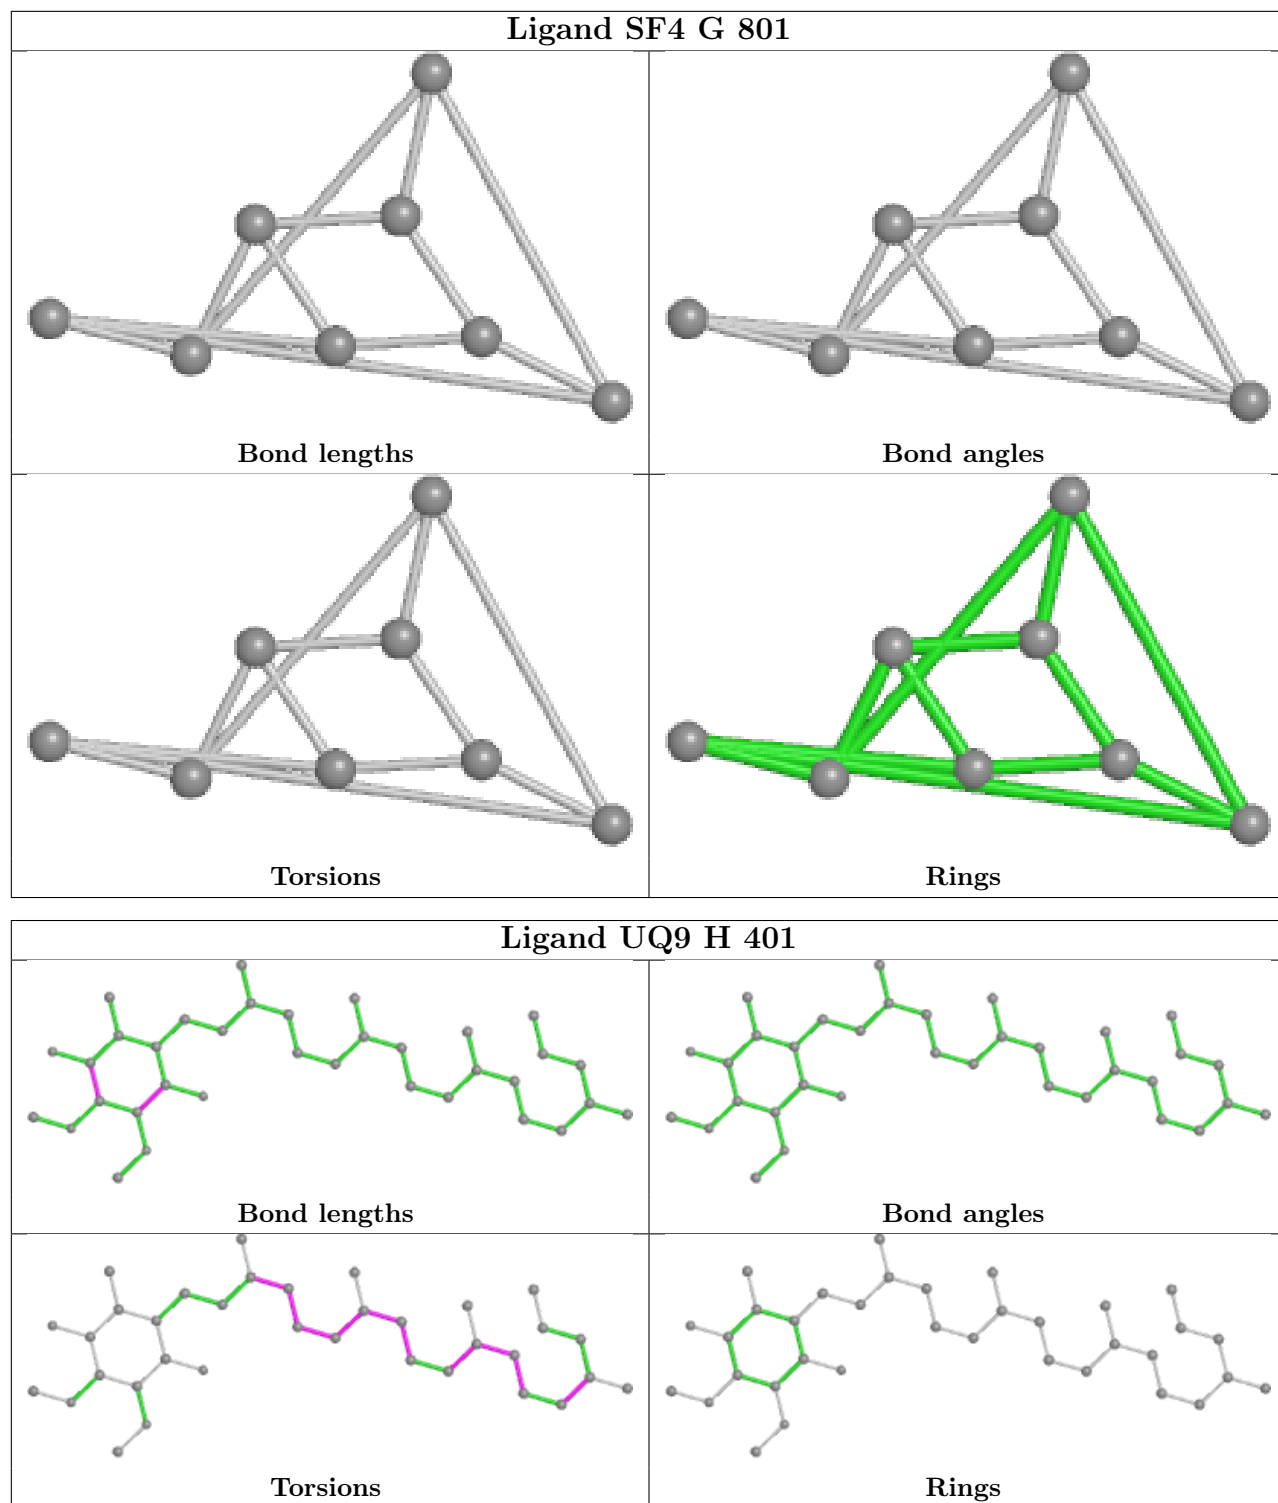 Ligand SF4 G 801
Bond lengths
Bond angles
Torsions
Rings
Ligand UQ9 H 401
Bond lengths
Bond angles
Torsions
Rings